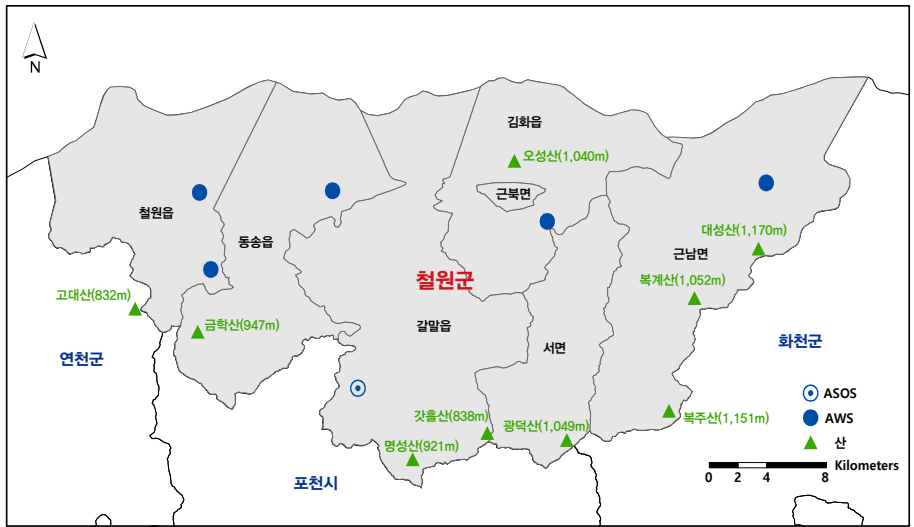 N
김화읍
오성산(1,040m)
근북면
철원읍
동송읍
대성산(1,170m)
근남면
철원군
복계산(1,052m)
고대산(832m)
금학산(947m)
갈말읍
서면
연천군
화천군
갓흘산(838m)
광덕산(1,049m)
복주산(1,151m)
명성산(921m)
포천시
ASOS
AWS
산
Kilometers
0 2 4 8